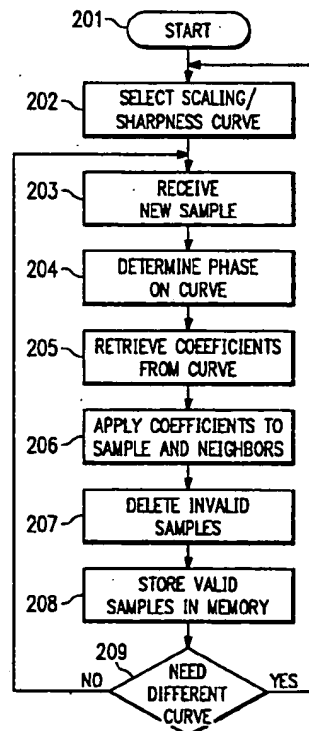 201
START
202
SELECT SCALING/
SHARPNESS CURVE
203
RECEIVE
NEW SAMPLE
204
DETERMINE PHASE
ON CURVE
205
RETRIEVE COEEFICIENTS
FROM CURVE
206
APPLY COEFFICIENTS TO
SAMPLE AND NEIGHBORS
207
DELETE INVALID
SAMPLES
208
STORE VALID
SAMPLES IN MEMORY
209
NO
NEED
DIFFERENT
CURVE
YES